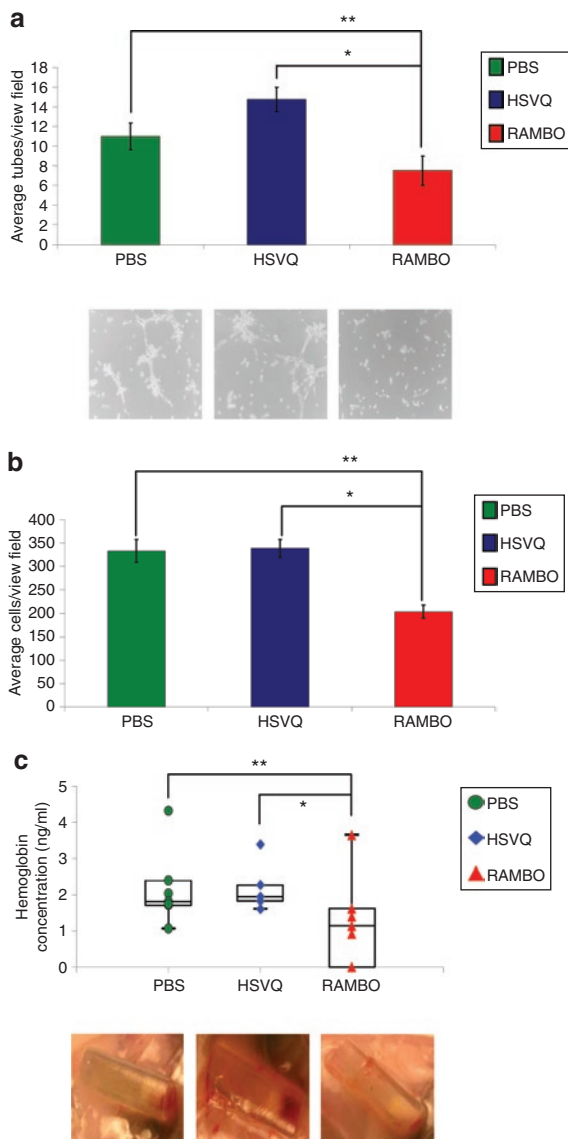 a
**
*
PBS
HSVQ
RAMBO
Average tubes/view field
18
16
14
12
10
8
6
4
2
0
PBS HSVQ RAMBO
b
**
*
PBS
HSVQ
RAMBO
Average cells/view field
400
350
300
250
200
150
100
50
0
PBS HSVQ RAMBO
c
**
*
PBS
HSVQ
RAMBO
Hemoglobin
concentration (ng/ml)
5
4
3
2
1
0
PBS HSVQ RAMBO